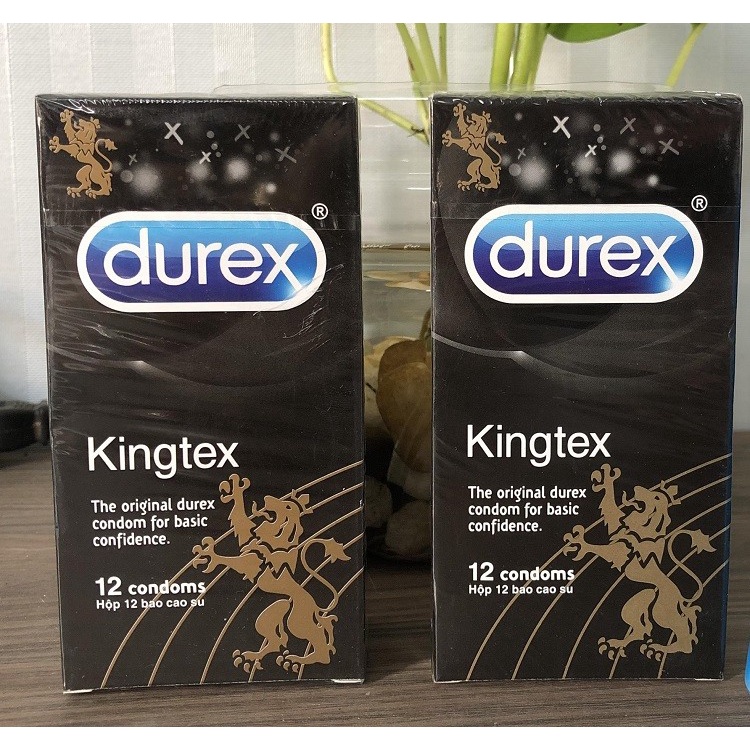 durex®
Kingtex
The original durex
condom for basic
confidence.
12 condoms
Hộp 12 bao cao su
durex®
Kingtex
The original durex
condom for basic
confidence.
12 condoms
Hộp 12 bao cao su